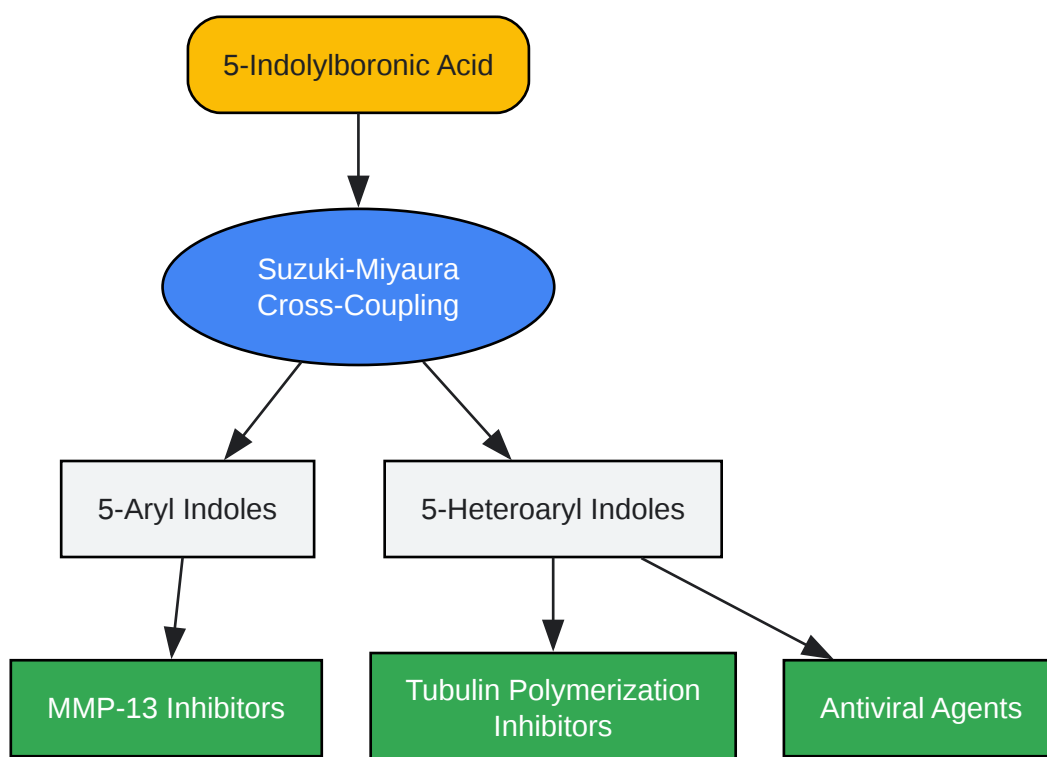 5-Indolylboronic Acid
Suzuki-Miyaura
Cross-Coupling
5-Aryl Indoles
5-Heteroaryl Indoles
MMP-13 Inhibitors
Tubulin Polymerization
Inhibitors
Antiviral Agents